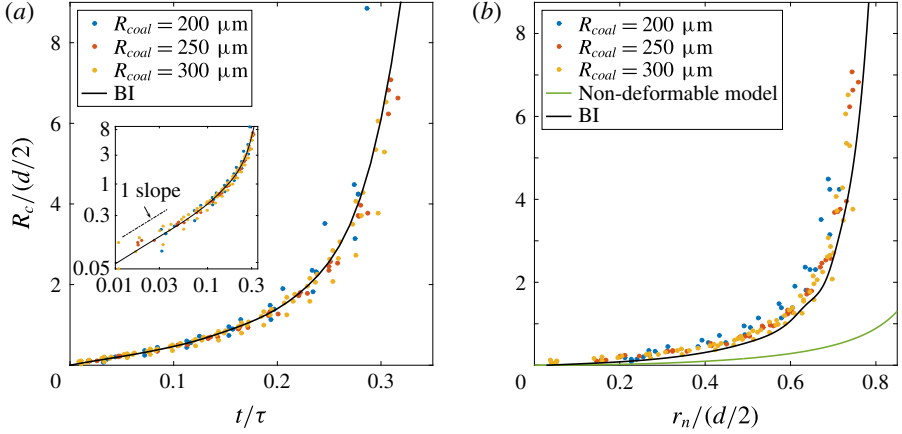 (a)
R_coal = 200 μm
R_coal = 250 μm
R_coal = 300 μm
BI
8
3
1
0.3
0.05
1 slope
0.01 0.03 0.1 0.3
8
6
4
2
0 0.1 0.2 0.3
R_c/(d/2)
t/τ
(b)
R_coal = 200 μm
R_coal = 250 μm
R_coal = 300 μm
Non-deformable model
BI
8
6
4
2
0
0.2 0.4 0.6 0.8
r_n/(d/2)